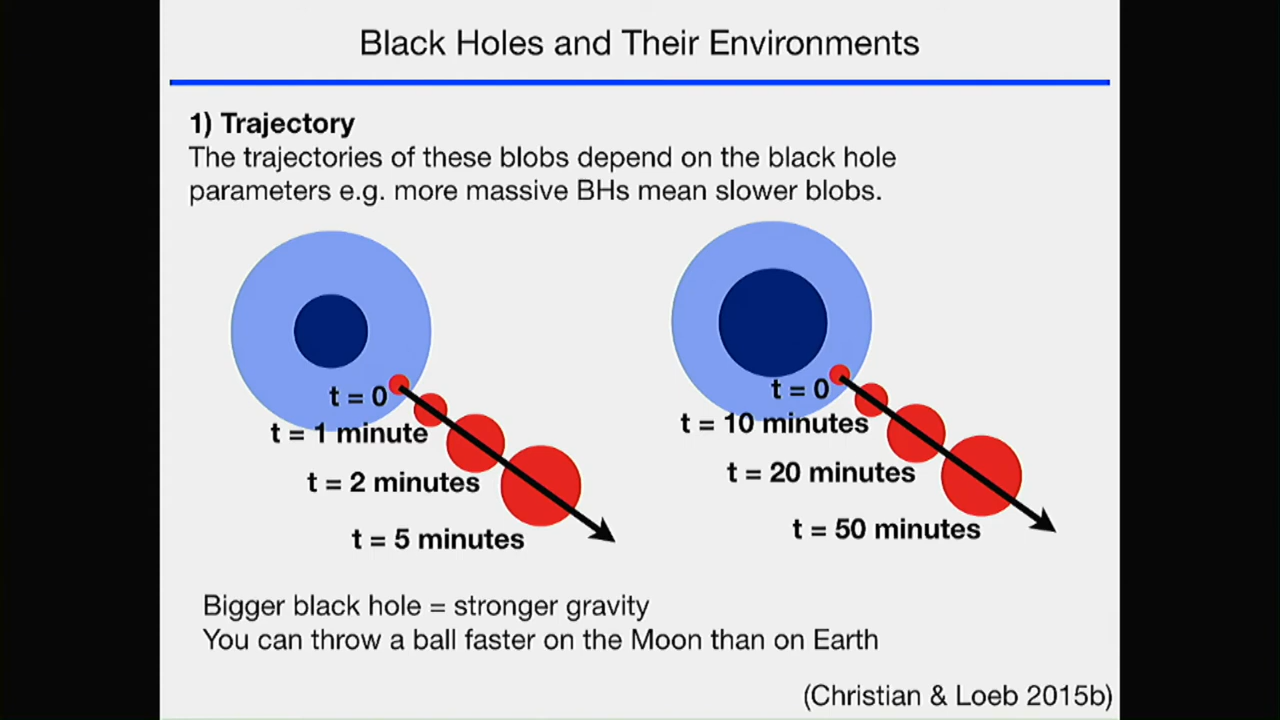 Black Holes and Their Environments
1) Trajectory
The trajectories of these blobs depend on the black hole
parameters e.g. more massive BHs mean slower blobs.
t = 0
t = 1 minute
t = 2 minutes
t = 5 minutes
t = 0
t = 10 minutes
t = 20 minutes
t = 50 minutes
Bigger black hole = stronger gravity
You can throw a ball faster on the Moon than on Earth
(Christian & Loeb 2015b)